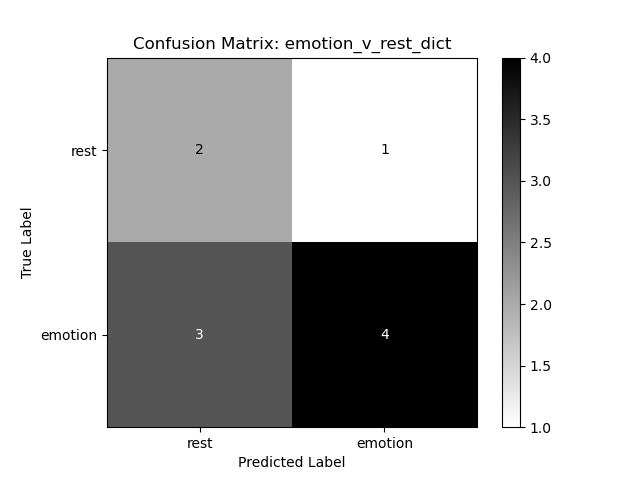 Confusion Matrix: emotion_v_rest_dict
True Label
rest
emotion
2
1
3
4
rest
emotion
Predicted Label
4.0
3.5
3.0
2.5
2.0
1.5
1.0